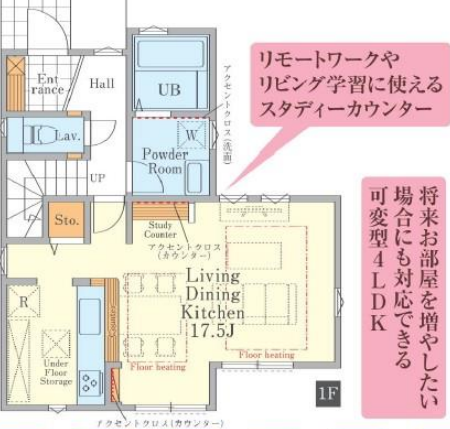 Ent
rance
Hall
UB
アクセントクロス(洗面)
リモートワークや
リビング学習に使える
スタディーカウンター
Lav.
W
Powder
Room
UP
Sto.
Study
Counter
アクセントクロス
(カウンター)
将来お部屋を増やしたい
場合にも対応できる
可変型4LDK
Living
Dining
Kitchen
17.5J
R
Counter
Under
Floor
Storage
Floor heating
Floor heating
1F
アクセントクロス(カウンター)